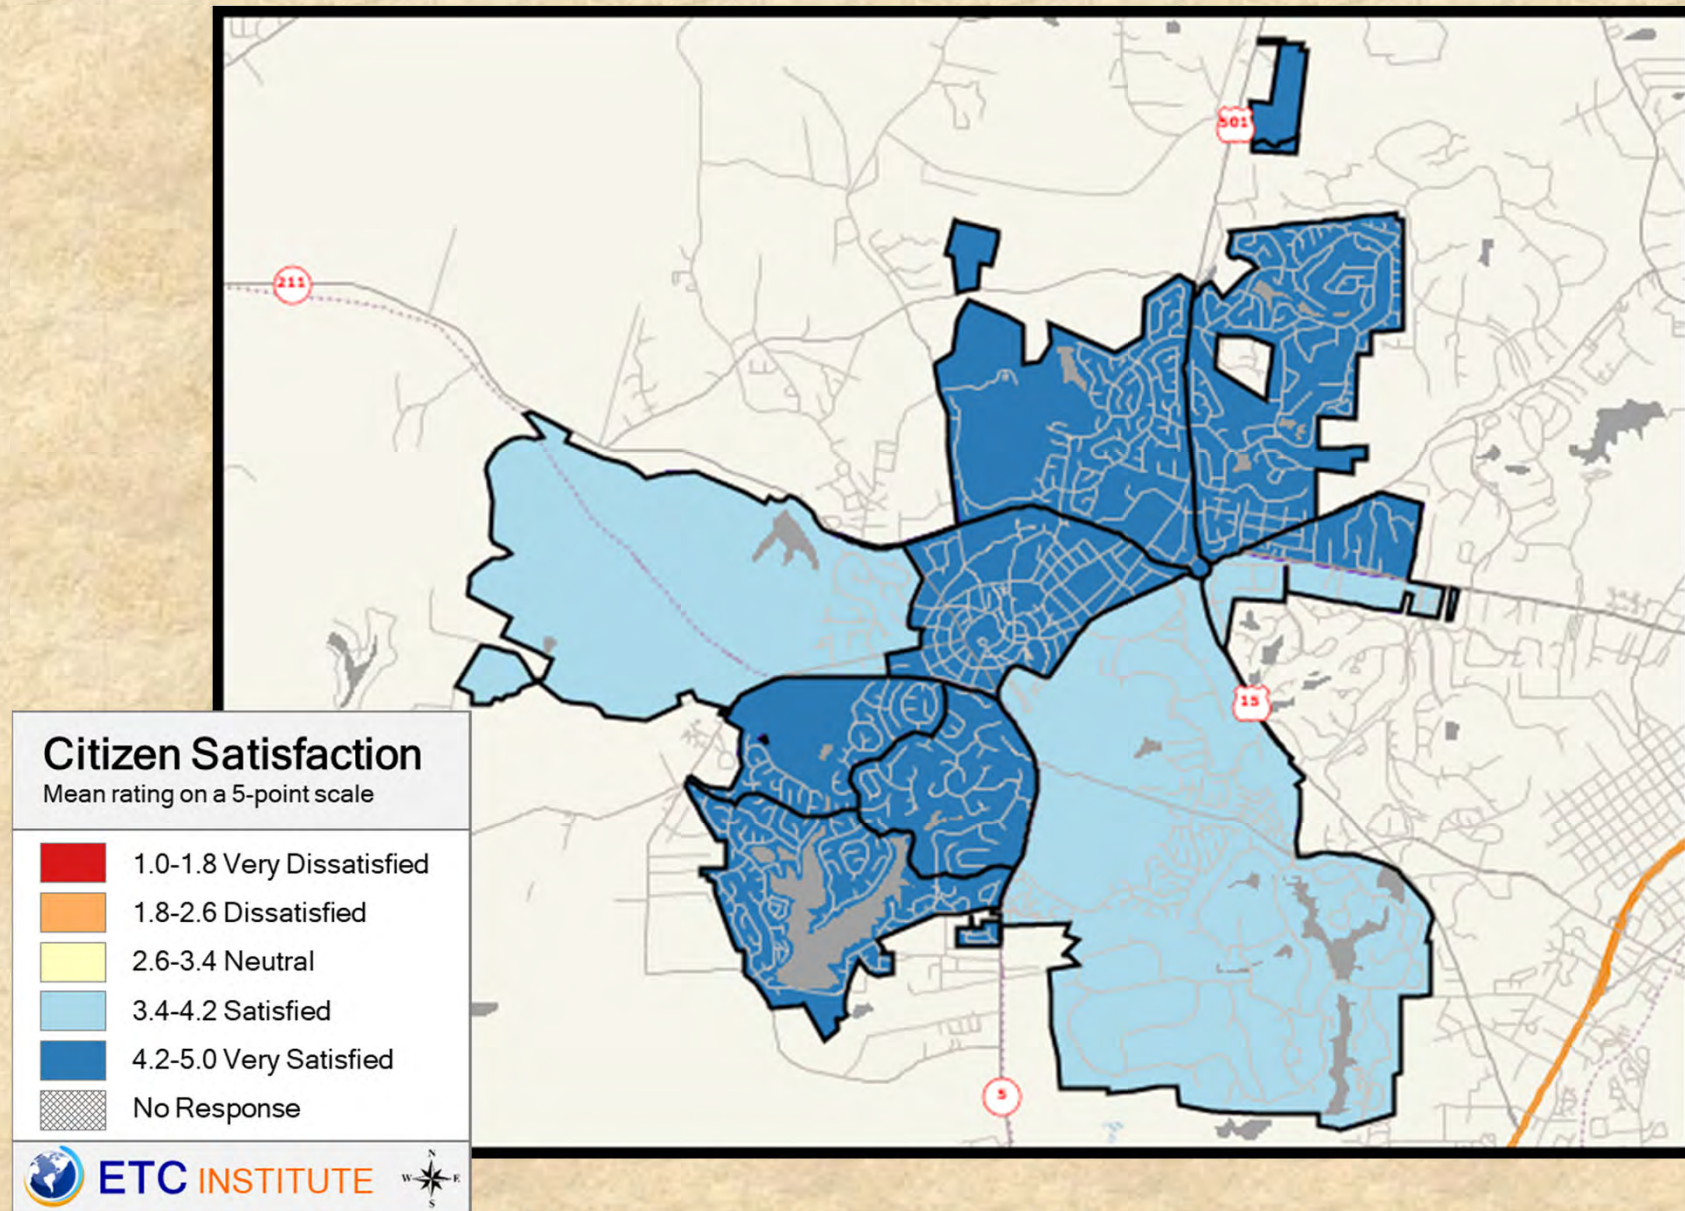 501
211
15
Citizen Satisfaction
Mean rating on a 5-point scale
1.0-1.8 Very Dissatisfied
1.8-2.6 Dissatisfied
2.6-3.4 Neutral
3.4-4.2 Satisfied
4.2-5.0 Very Satisfied
No Response
5
ETC INSTITUTE
N
W E
S